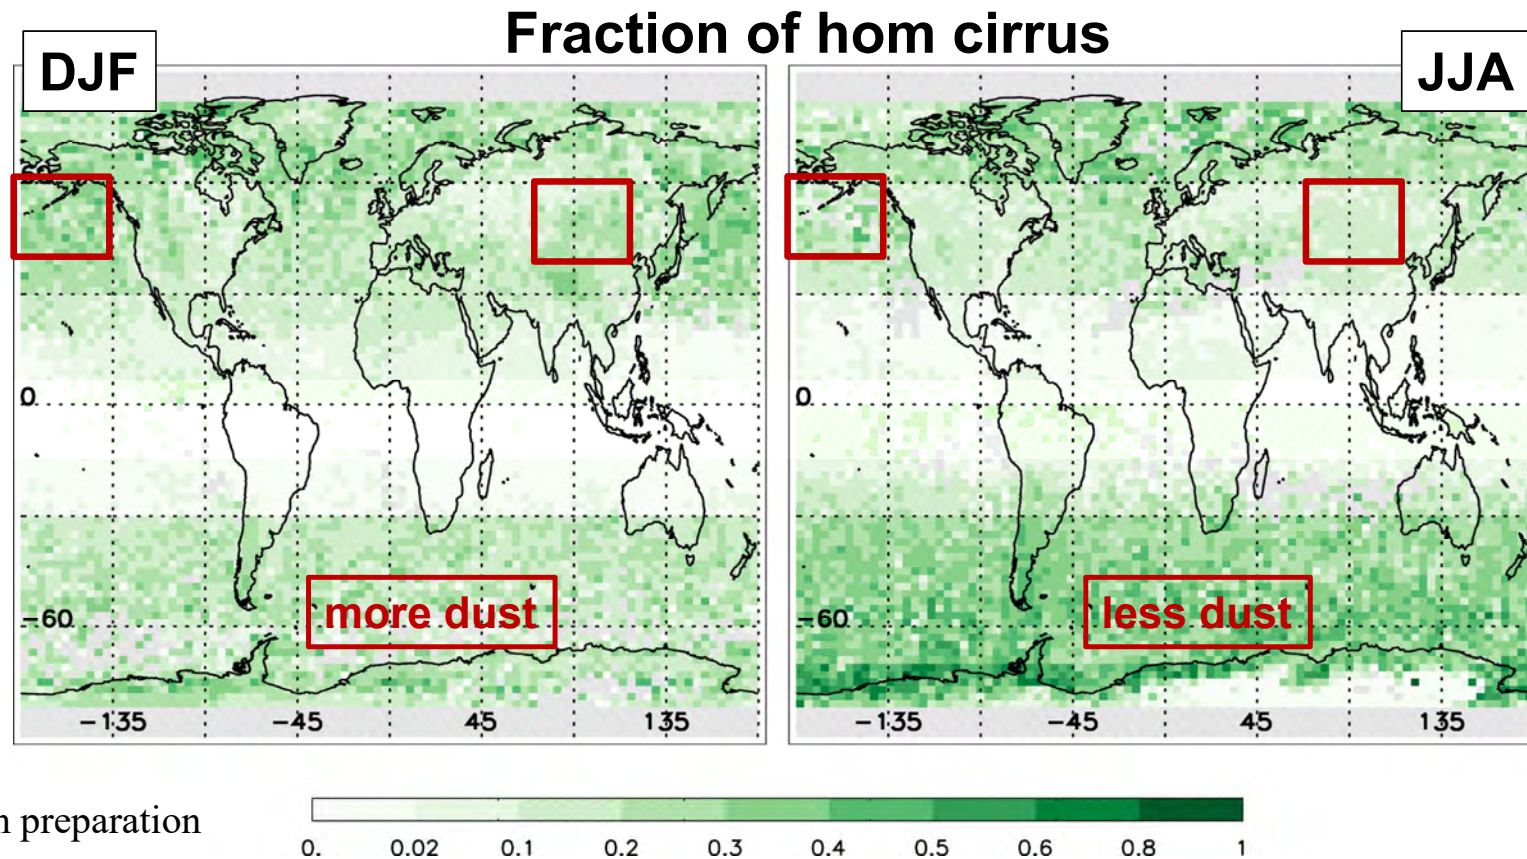 Fraction of hom cirrus
DJF
JJA
0
0
more dust
less dust
-60
-60
-135 -45 45 135
-135 -45 45 135
preparation
0. 0.02 0.1 0.2 0.3 0.4 0.5 0.6 0.8 1